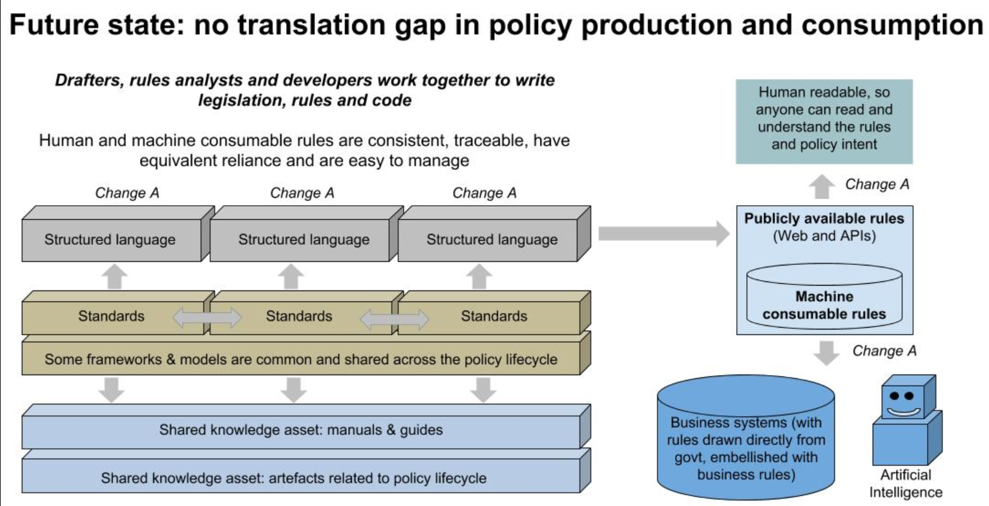 Future state: no translation gap in policy production and consumption
Drafters, rules analysts and developers work together to write
legislation, rules and code
Human and machine consumable rules are consistent, traceable, have
equivalent reliance and are easy to manage
Change A
Change A
Change A
Structured language
Structured language
Structured language
Standards
Standards
Standards
Some frameworks & models are common and shared across the policy lifecycle
Shared knowledge asset: manuals & guides
Shared knowledge asset: artefacts related to policy lifecycle
Human readable, so
anyone can read and
understand the rules
and policy intent
Change A
Publicly available rules
(Web and APIs)
Machine
consumable rules
Change A
Business systems (with
rules drawn directly from
govt, embellished with
business rules)
Artificial
Intelligence